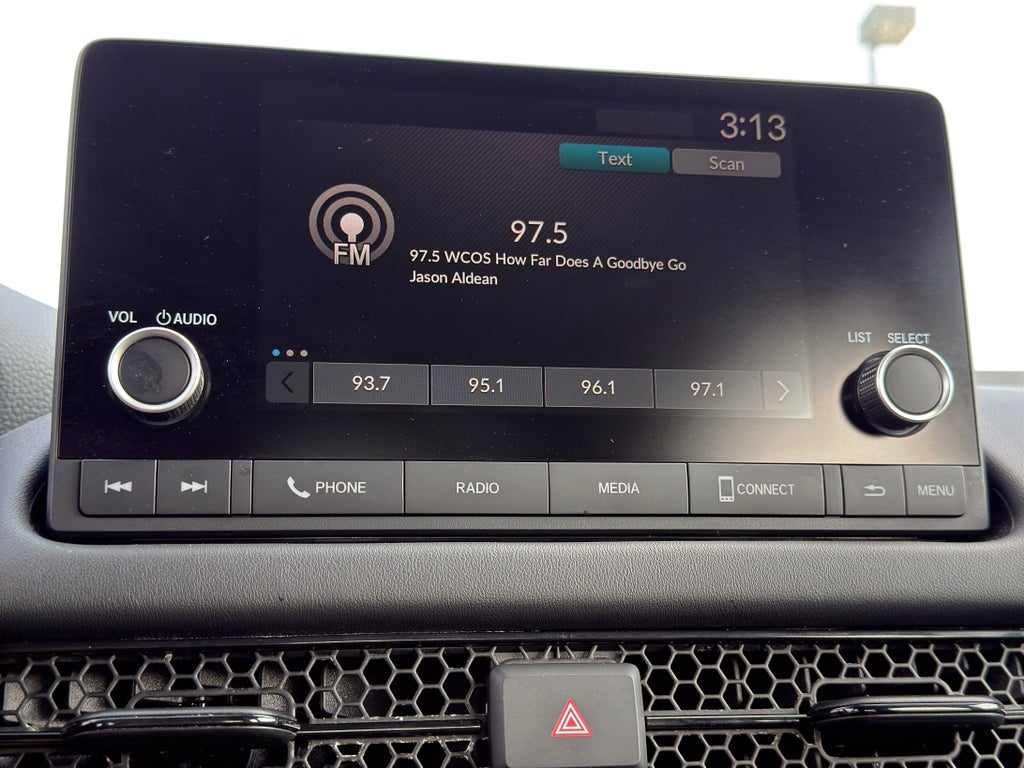 3:13
Text Scan
FM
97.5
97.5 WCOS How Far Does A Goodbye Go
Jason Aldean
VOL AUDIO
LIST SELECT
93.7 95.1 96.1 97.1
PHONE RADIO MEDIA CONNECT MENU